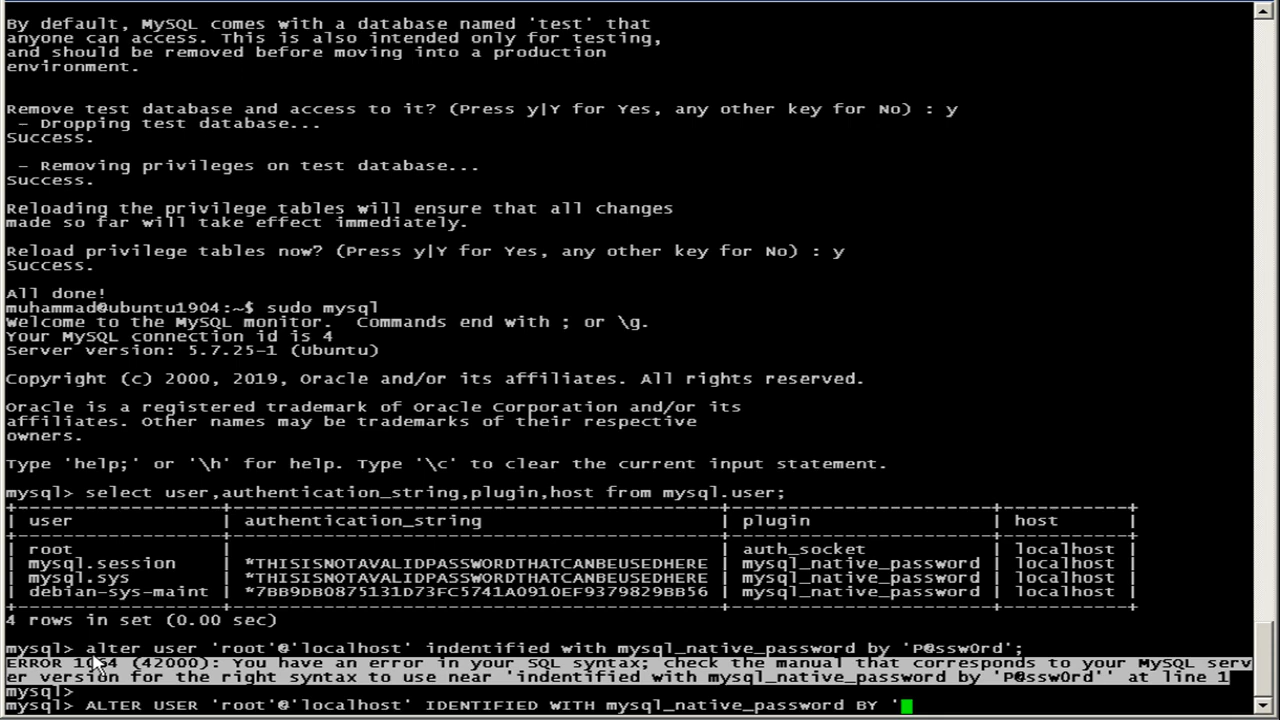 By default, MySQL comes with a database named 'test' that
anyone can access. This is also intended only for testing,
and should be removed before moving into a production
environment.
Remove test database and access to it? (Press y|Y for Yes, any other key for No) : y
- Dropping test database...
Success.
- Removing privileges on test database...
Success.
Reloading the privilege tables will ensure that all changes
made so far will take effect immediately.
Reload privilege tables now? (Press y|Y for Yes, any other key for No) : y
Success.
All done!
muhammad@ubuntu1904:~$ sudo mysql
Welcome to the MySQL monitor.  Commands end with ; or \g.
Your MySQL connection id is 4
Server version: 5.7.25-1 (Ubuntu)
Copyright (c) 2000, 2019, Oracle and/or its affiliates. All rights reserved.
Oracle is a registered trademark of Oracle Corporation and/or its
affiliates. Other names may be trademarks of their respective
owners.
Type 'help;' or '\h' for help. Type '\c' to clear the current input statement.
mysql> select user,authentication_string,plugin,host from mysql.user;
| user | authentication_string | plugin | host |
| root | | auth_socket | localhost |
| mysql.session | *THISISNOTAVALIDPASSWORDTHATCANBEUSEDHERE | mysql_native_password | localhost |
| mysql.sys | *THISISNOTAVALIDPASSWORDTHATCANBEUSEDHERE | mysql_native_password | localhost |
| debian-sys-maint | *7BB9DB0875131D73FC5741A0910EF9379829BB56 | mysql_native_password | localhost |
4 rows in set (0.00 sec)
mysql> alter user 'root'@'localhost' indentified with mysql_native_password by 'P@ssw0rd';
ERROR 1064 (42000): You have an error in your SQL syntax; check the manual that corresponds to your MySQL serv
er version for the right syntax to use near 'indentified with mysql_native_password by 'P@ssw0rd'' at line 1
mysql>
mysql> ALTER USER 'root'@'localhost' IDENTIFIED WITH mysql_native_password BY '